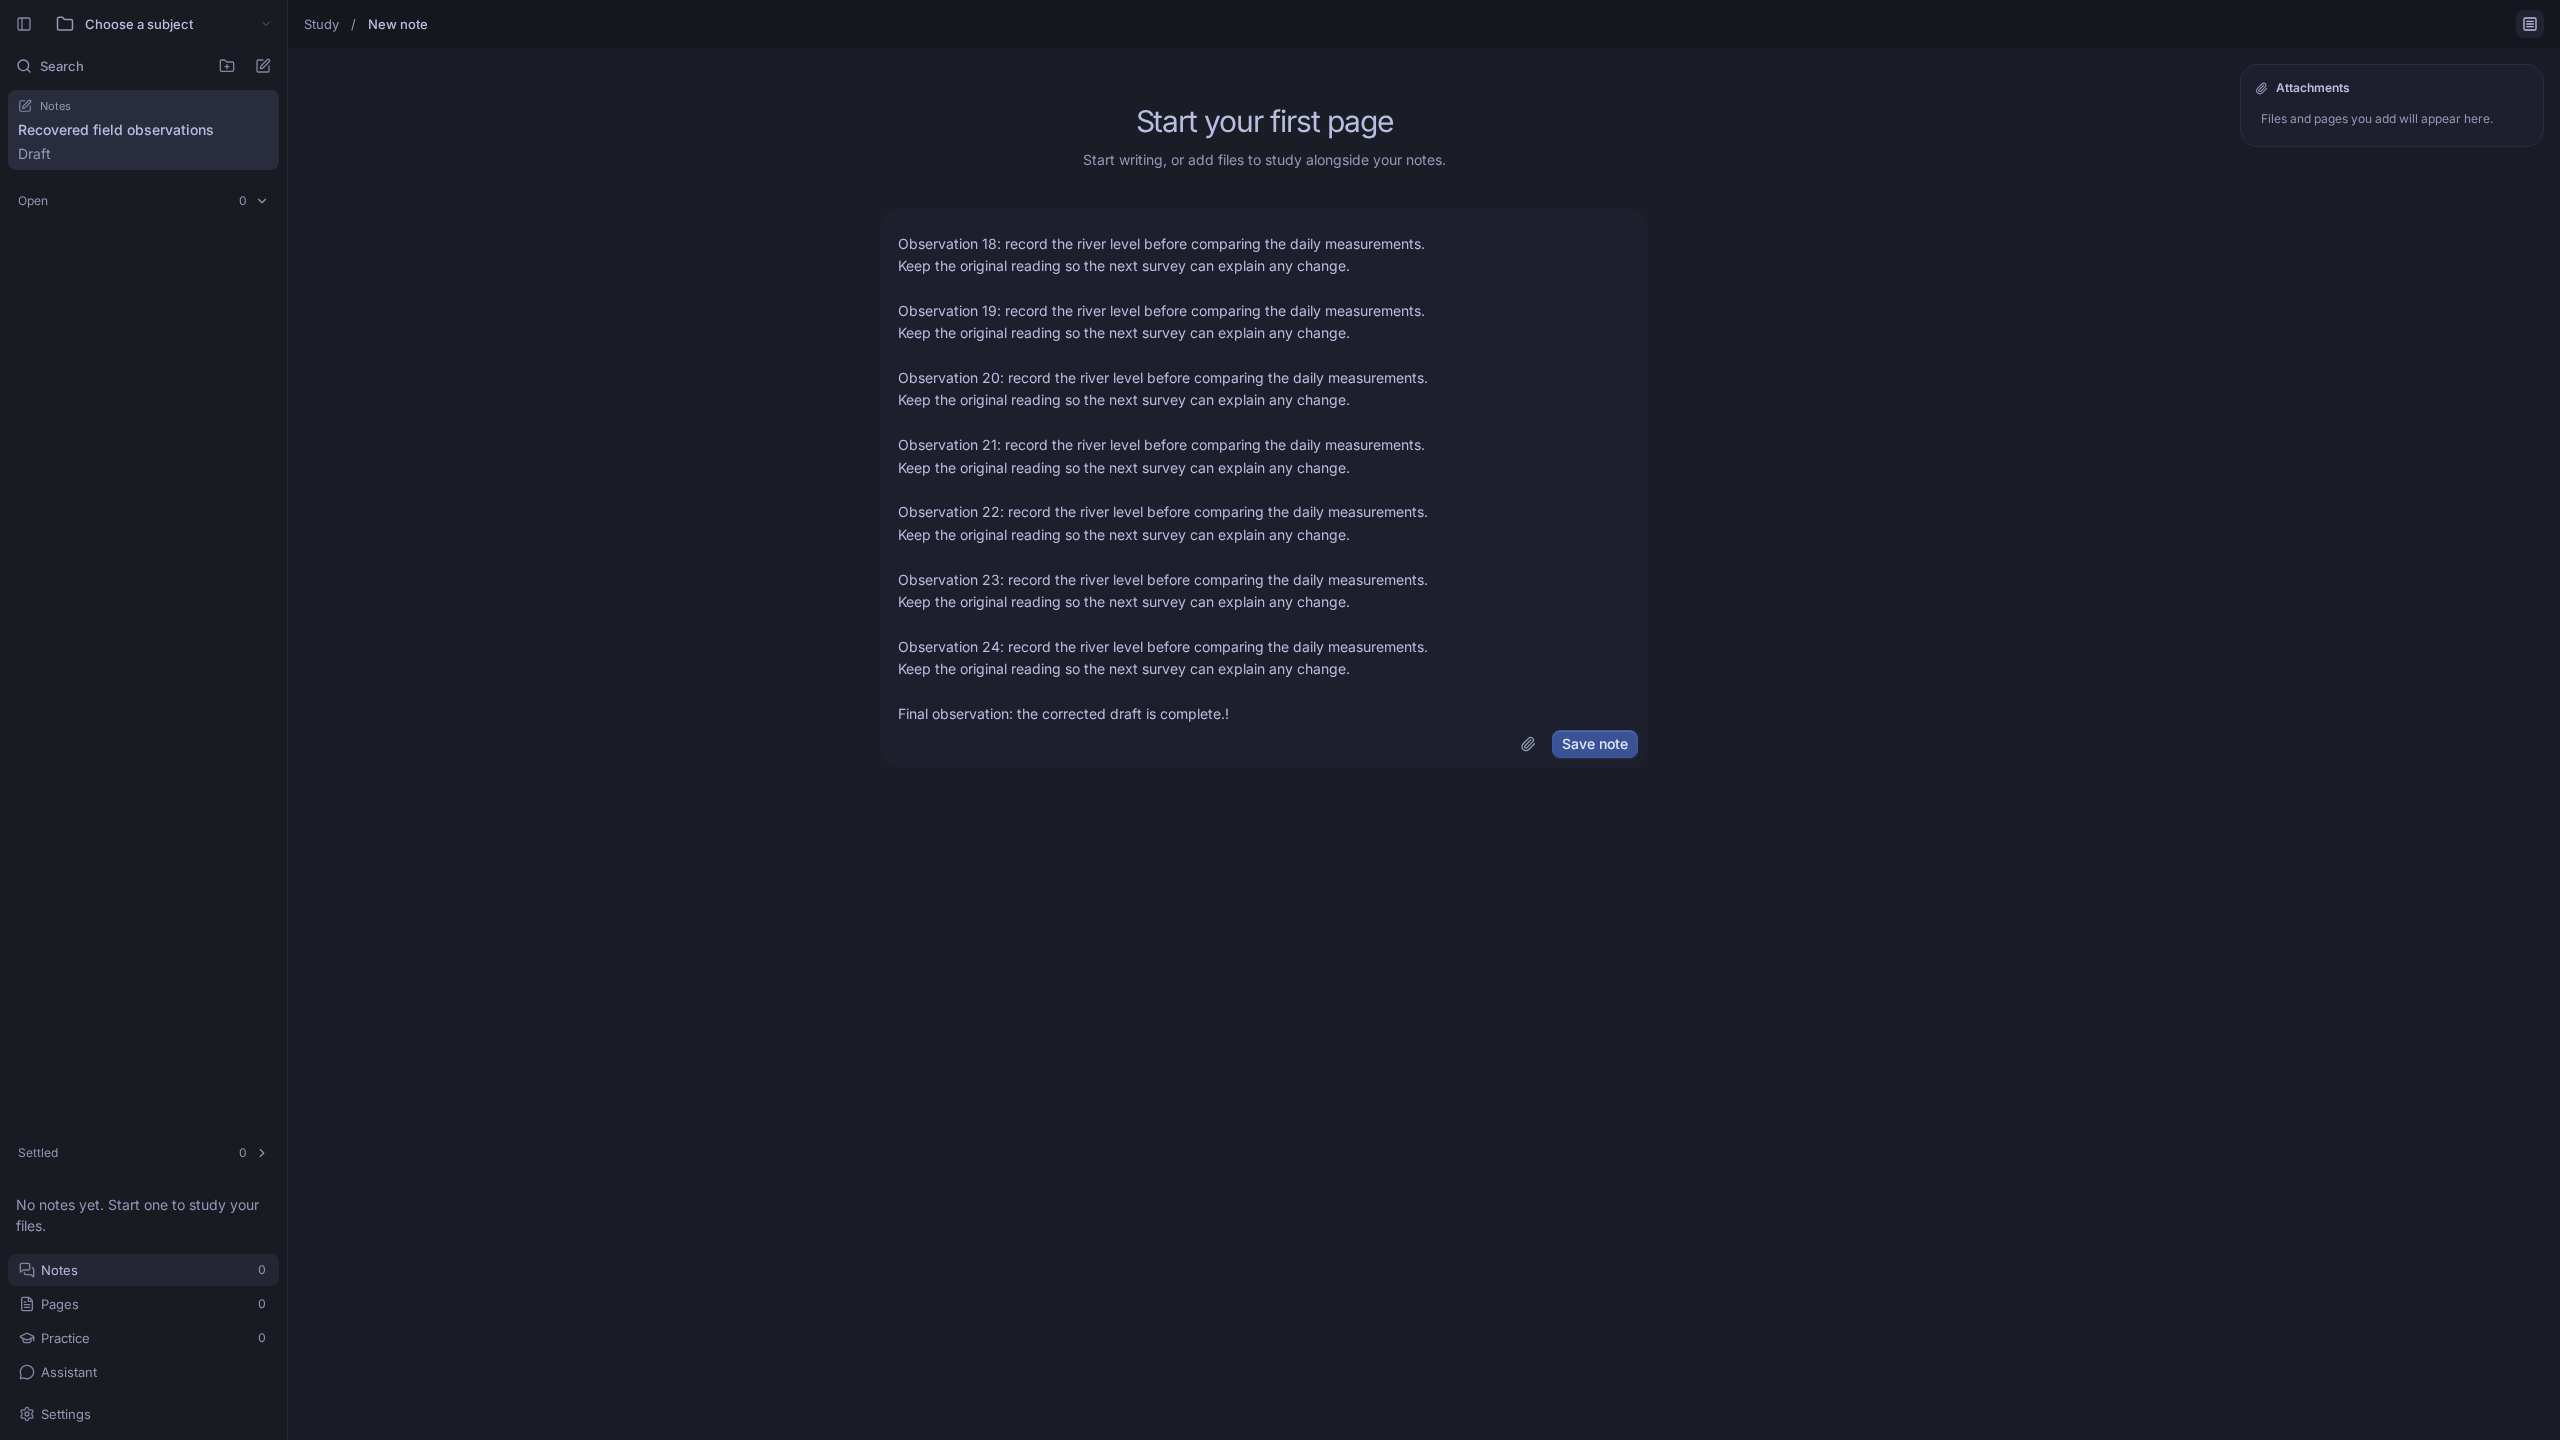 Choose a subject
Search
Notes
Recovered field observations
Draft
Open 0
Settled 0
No notes yet. Start one to study your
files.
Notes 0
Pages 0
Practice 0
Assistant
Settings
Study / New note
Start your first page
Start writing, or add files to study alongside your notes.
Observation 18: record the river level before comparing the daily measurements.
Keep the original reading so the next survey can explain any change.
Observation 19: record the river level before comparing the daily measurements.
Keep the original reading so the next survey can explain any change.
Observation 20: record the river level before comparing the daily measurements.
Keep the original reading so the next survey can explain any change.
Observation 21: record the river level before comparing the daily measurements.
Keep the original reading so the next survey can explain any change.
Observation 22: record the river level before comparing the daily measurements.
Keep the original reading so the next survey can explain any change.
Observation 23: record the river level before comparing the daily measurements.
Keep the original reading so the next survey can explain any change.
Observation 24: record the river level before comparing the daily measurements.
Keep the original reading so the next survey can explain any change.
Final observation: the corrected draft is complete.!
Save note
Attachments
Files and pages you add will appear here.